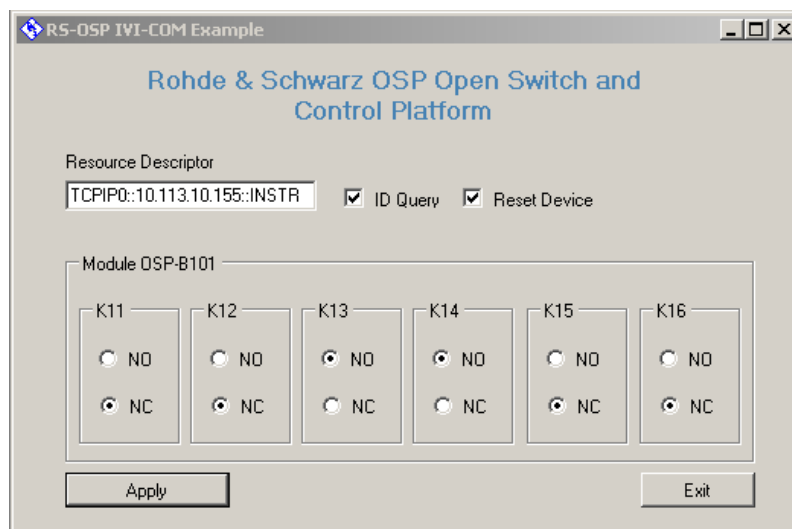 RS-OSP IVI-COM Example
Rohde & Schwarz OSP Open Switch and
Control Platform
Resource Descriptor
TCPIP0::10.113.10.155::INSTR ID Query Reset Device
Module OSP-B101
K11 K12 K13 K14 K15 K16
NO NO NO NO NO NO
NC NC NC NC NC NC
Apply Exit